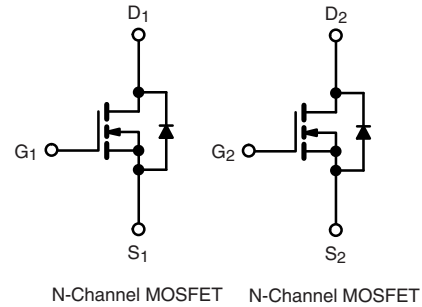 D1 D2
G1 G2
S1 S2
N-Channel MOSFET N-Channel MOSFET